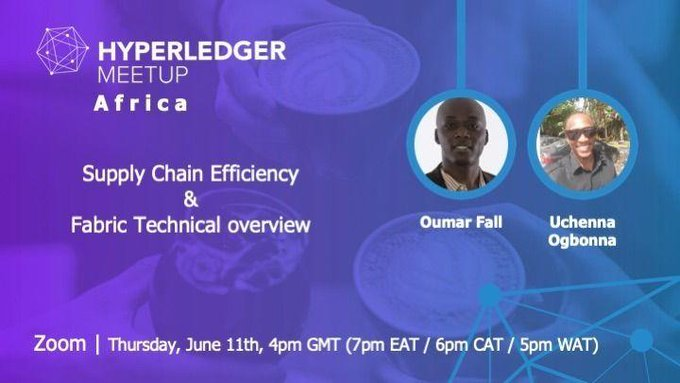 HYPERLEDGER
MEETUP
Africa
Supply Chain Efficiency
&
Fabric Technical overview
Oumar Fall
Uchenna
Ogbonna
Zoom | Thursday, June 11th, 4pm GMT (7pm EAT / 6pm CAT / 5pm WAT)